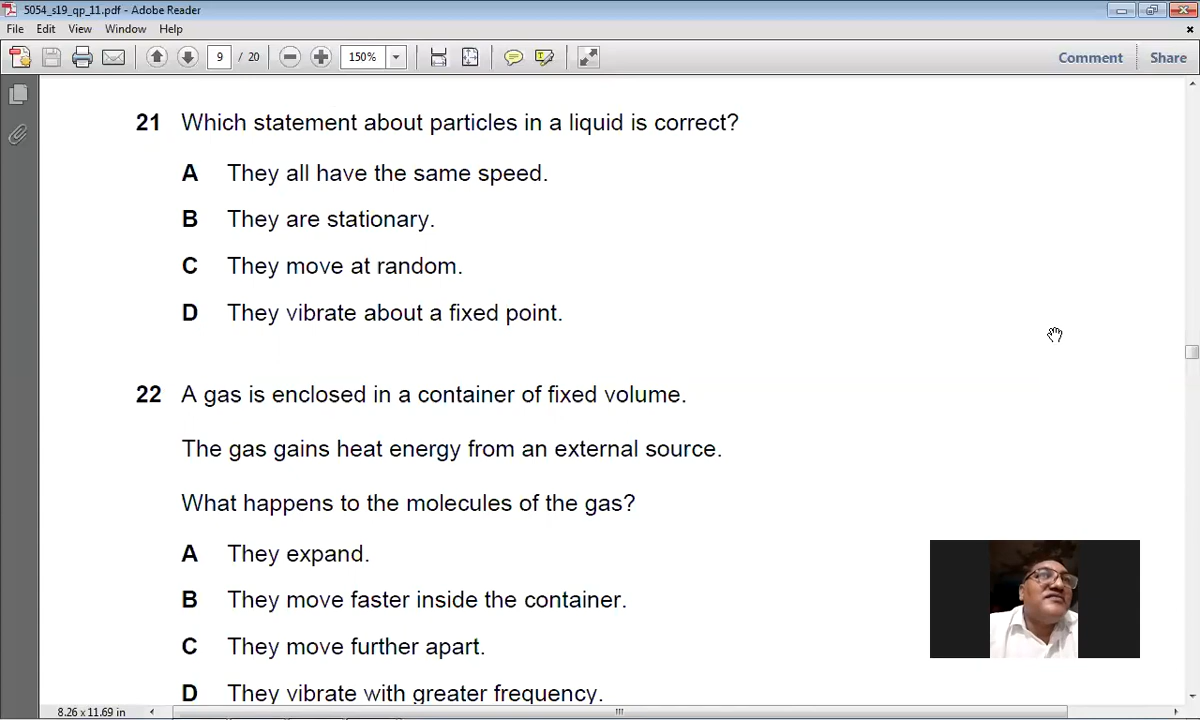 5054_s19_qp_11.pdf - Adobe Reader
File Edit View Window Help
9 / 20 150% Comment Share
21 Which statement about particles in a liquid is correct?
A They all have the same speed.
B They are stationary.
C They move at random.
D They vibrate about a fixed point.
22 A gas is enclosed in a container of fixed volume.
The gas gains heat energy from an external source.
What happens to the molecules of the gas?
A They expand.
B They move faster inside the container.
C They move further apart.
D They vibrate with greater frequency.
8.26 x 11.69 in